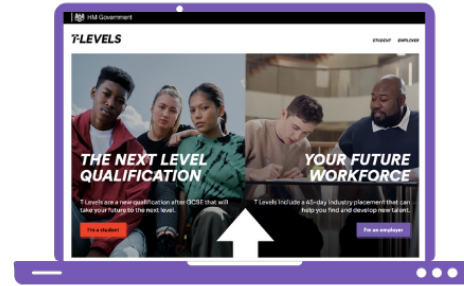 HM Government
T-LEVELS
STUDENT EMPLOYER
THE NEXT LEVEL
QUALIFICATION
T Levels are a new qualification after GCSE that will
take your future to the next level.
I'm a student
YOUR FUTURE
WORKFORCE
T Levels include a 45-day industry placement that can
help you find and develop new talent.
I'm an employer